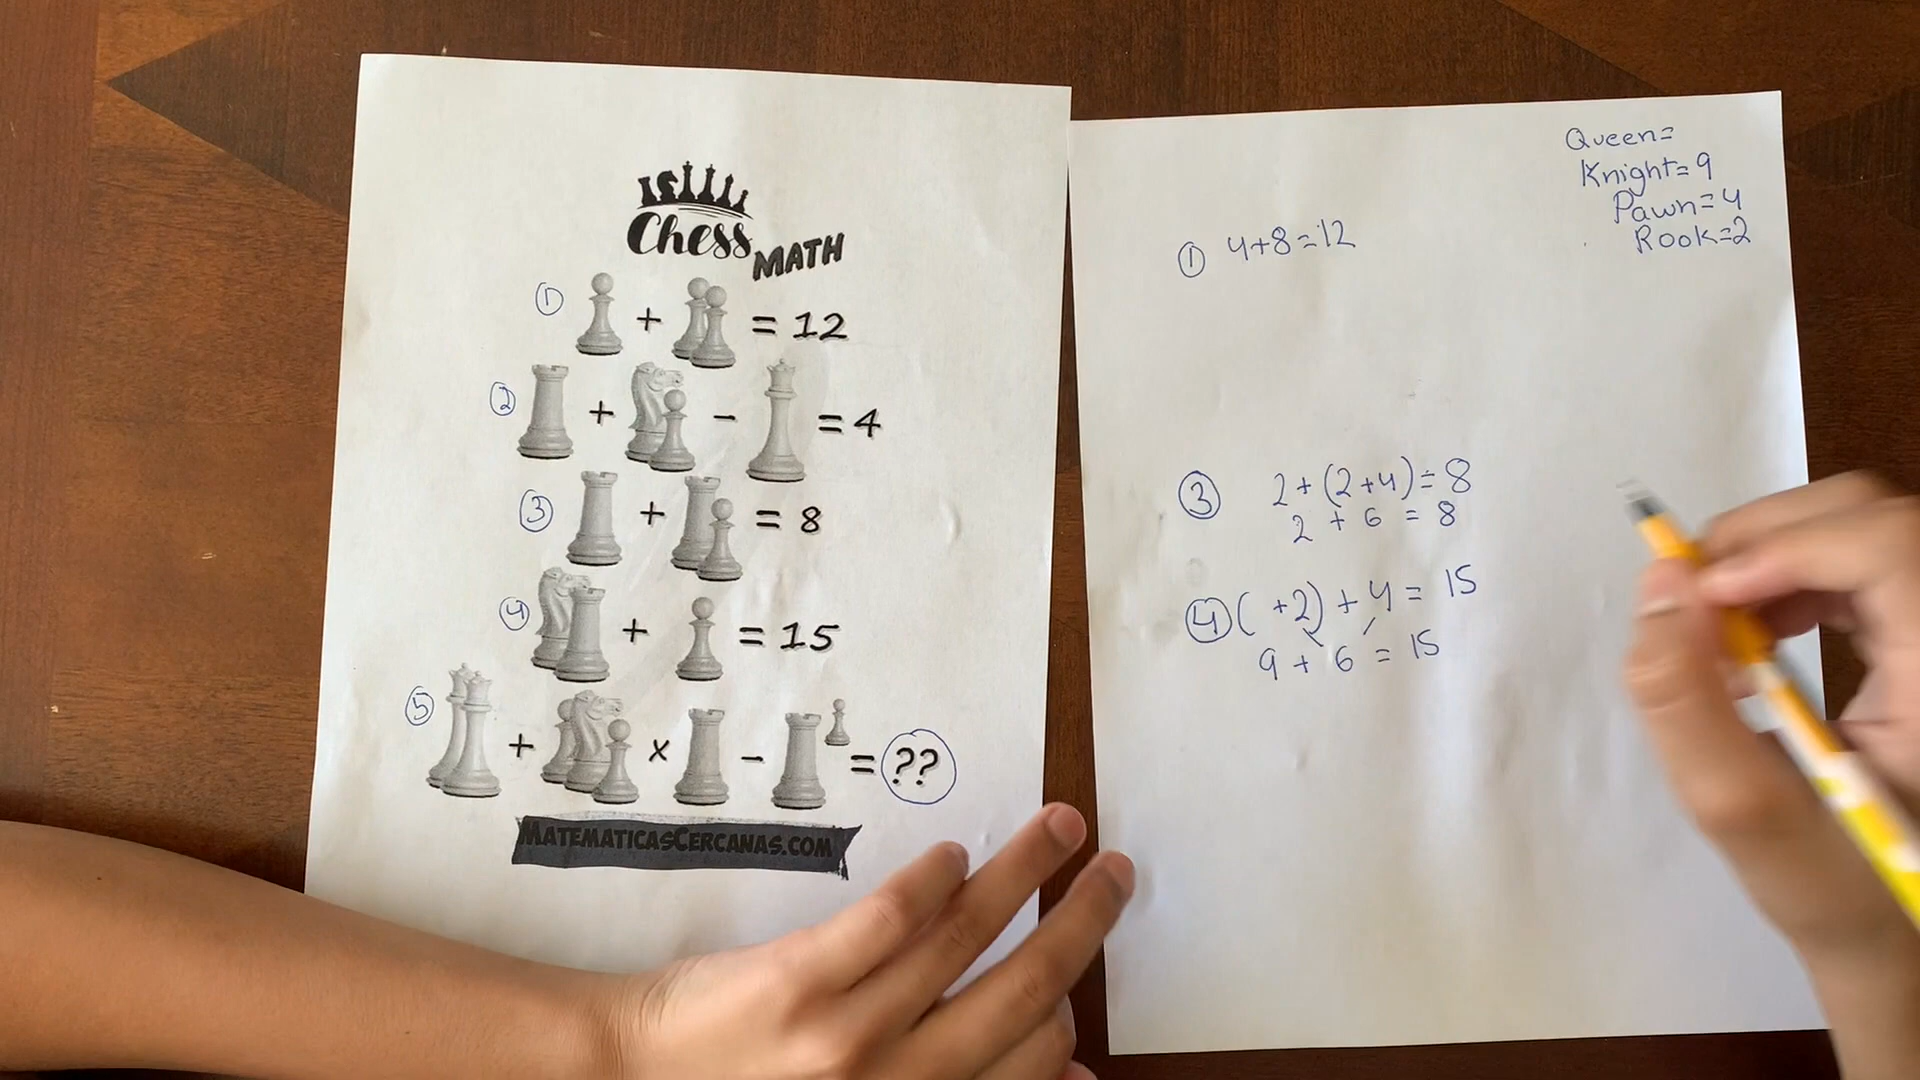 Chess
MATH
① + = 12
② + - = 4
③ + = 8
④ + = 15
⑤ + x - = ??
MATEMATICASCERCANAS.COM
Queen=
Knight=9
Pawn=4
Rook=2
① 4+8=12
③ 2+(2+4)=8
2 + 6 = 8
④ ( +2) + 4 = 15
9 + 6 = 15